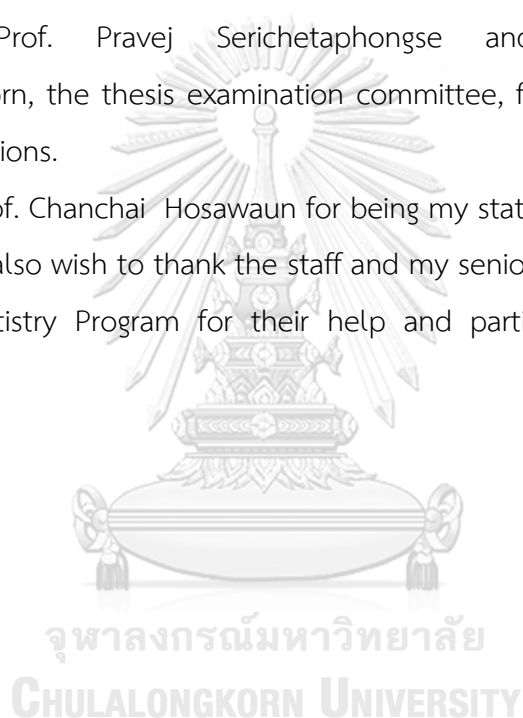 Prof. Pravej Serichetaphongse and
rn, the thesis examination committee, f
ions.
of. Chanchai Hosawaun for being my stat
also wish to thank the staff and my senio
tistry Program for their help and parti
จุฬาลงกรณ์มหาวิทยาลัย
CHULALONGKORN UNIVERSITY